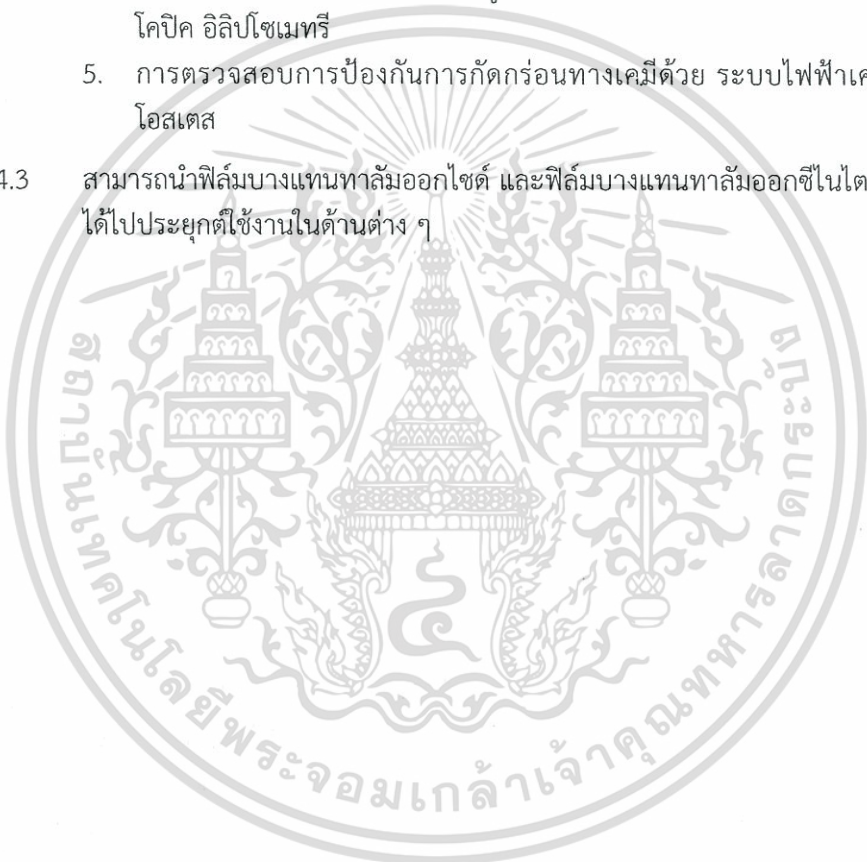 โคปิค อิลิปโซเมทรี
5. การตรวจสอบการป้องกันการกัดกร่อนทางเคมีด้วย ระบบไฟฟ้าเค
โอสเตส
4.3 สามารถนำฟิล์มบางแทนทาลัมออกไซด์ และฟิล์มบางแทนทาลัมออกซีไนไต
ได้ไปประยุกต์ใช้งานในด้านต่าง ๆ
สถาบันเทคโนโลยีพระจอมเกล้าเจ้าคุณทหารลาดกระบัง